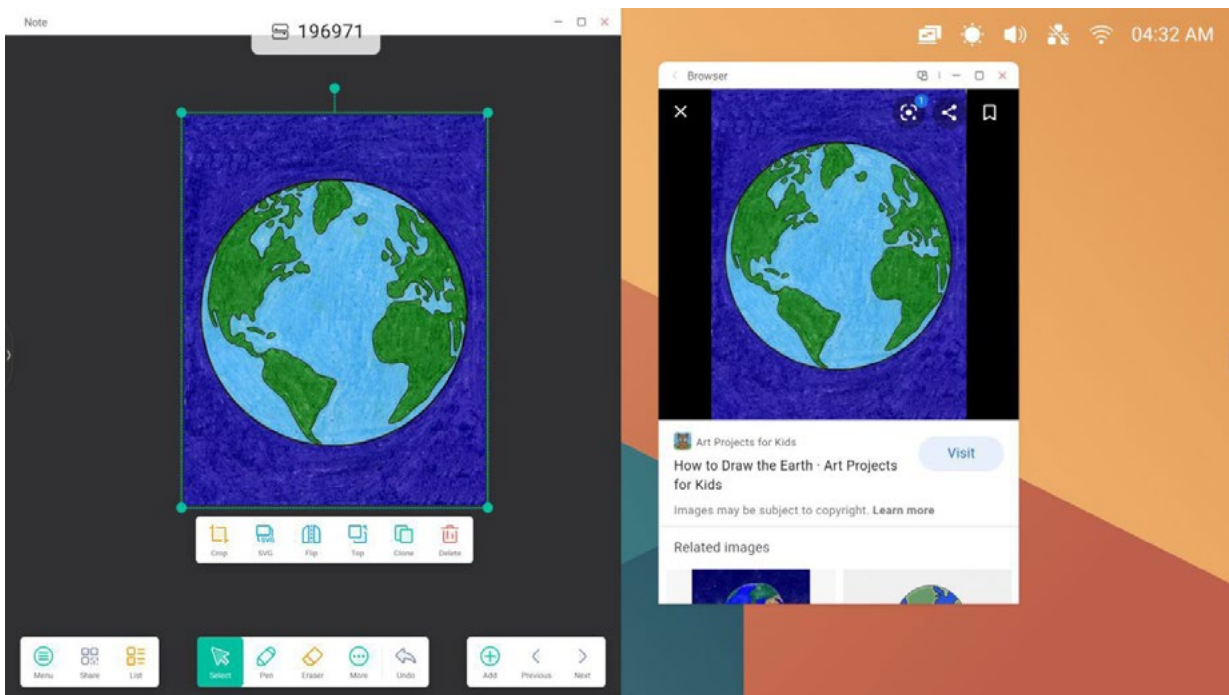 Note
196971
Crop SVG Flip Top Clone Delete
Menu Share List Select Pen Eraser More Undo Add Previous Next
04:32 AM
Browser
1
Art Projects for Kids
Visit
How to Draw the Earth · Art Projects
for Kids
Images may be subject to copyright. Learn more
Related images